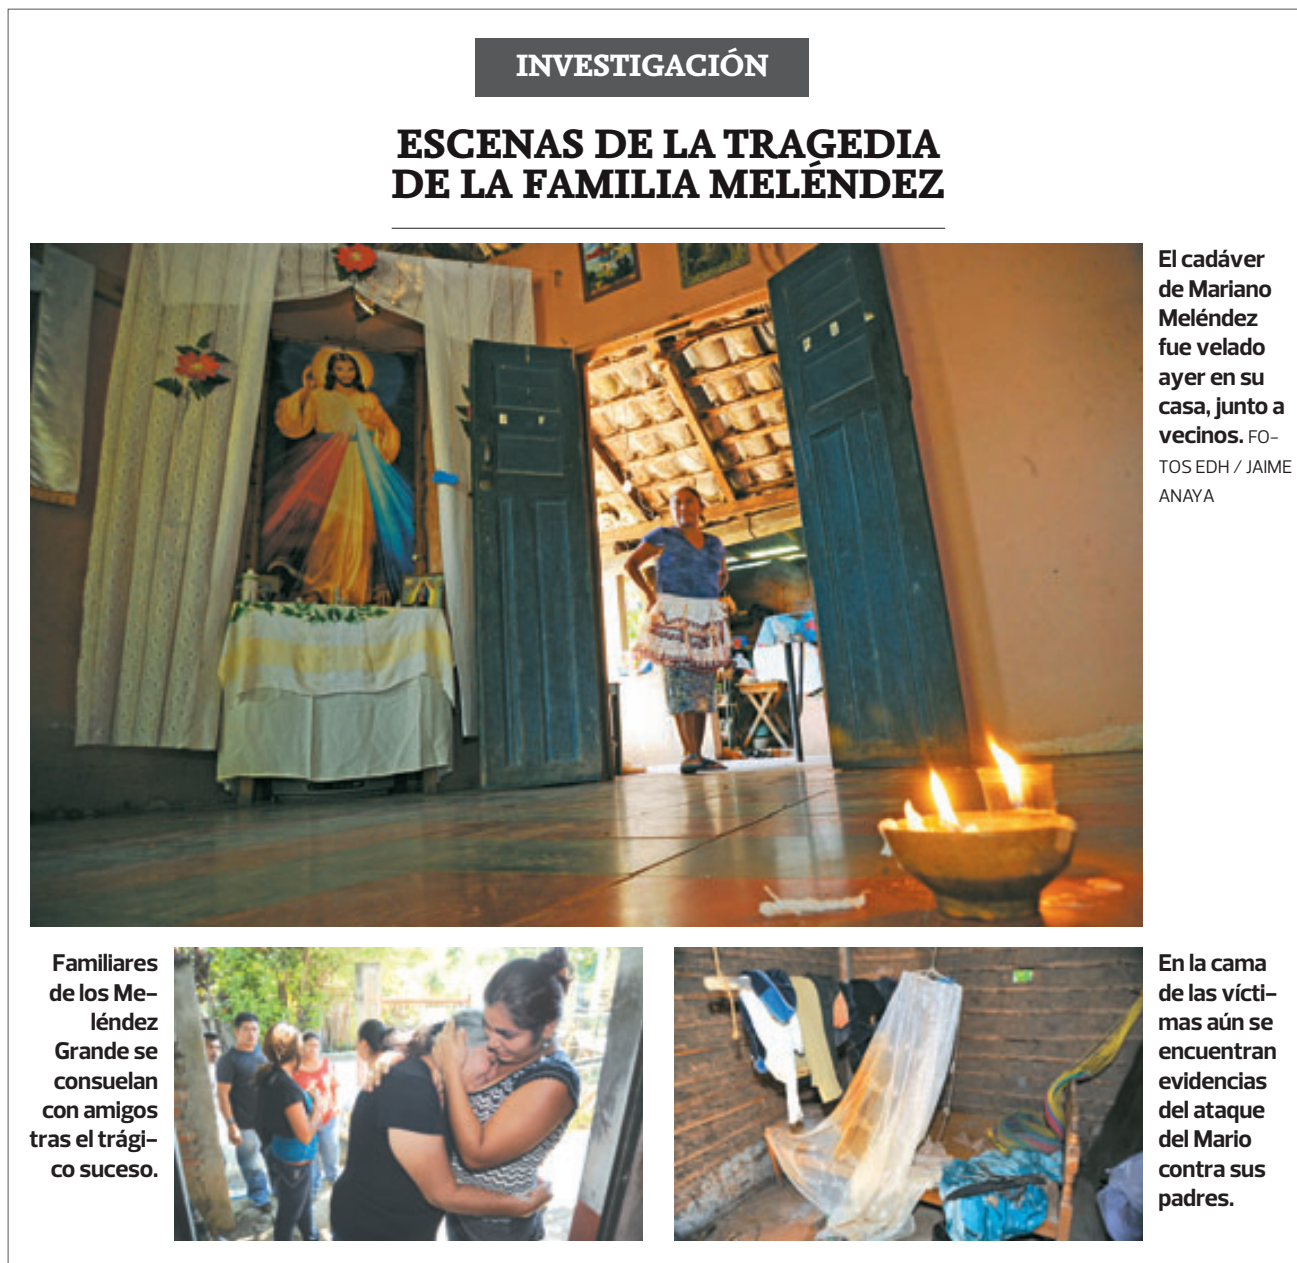 INVESTIGACIÓN
ESCENAS DE LA TRAGEDIA
DE LA FAMILIA MELÉNDEZ
El cadáver
de Mariano
Meléndez
fue velado
ayer en su
casa, junto a
vecinos. FO-
TOS EDH / JAIME
ANAYA
Familiares
de los Me-
léndez
Grande se
consuelan
con amigos
tras el trági-
co suceso.
En la cama
de las vícti-
mas aún se
encuentran
evidencias
del ataque
del Mario
contra sus
padres.